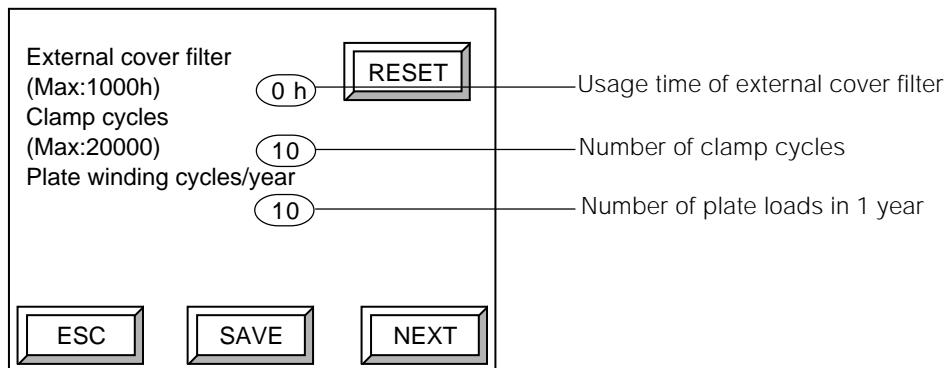 External cover filter
(Max:1000h)
0 h
RESET
Usage time of external cover filter
Clamp cycles
(Max:20000)
10
Number of clamp cycles
Plate winding cycles/year
10
Number of plate loads in 1 year
ESC
SAVE
NEXT